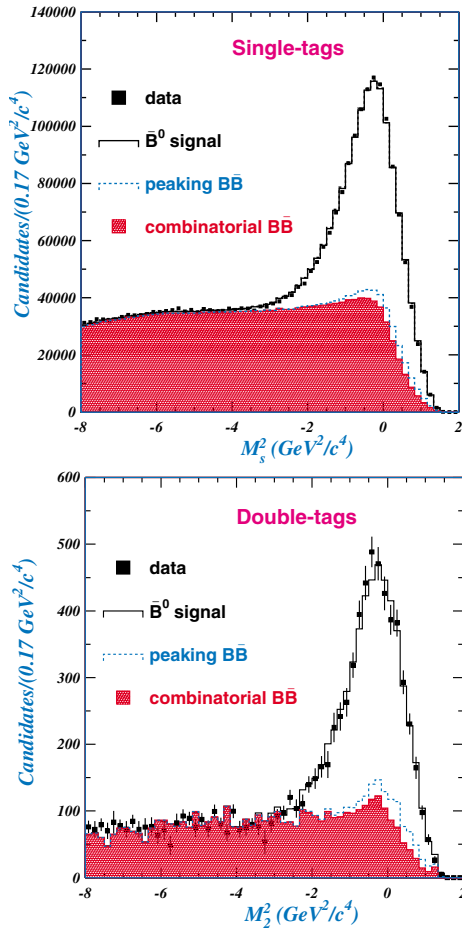 Single-tags
Candidates/(0.17 GeV²/c⁴)
140000
120000
100000
80000
60000
40000
20000
0
data
B̄⁰ signal
peaking BB̄
combinatorial BB̄
-8 -6 -4 -2 0 2
M²ₛ (GeV²/c⁴)
Double-tags
Candidates/(0.17 GeV²/c⁴)
600
500
400
300
200
100
0
data
B̄⁰ signal
peaking BB̄
combinatorial BB̄
-8 -6 -4 -2 0 2
M²₂ (GeV²/c⁴)